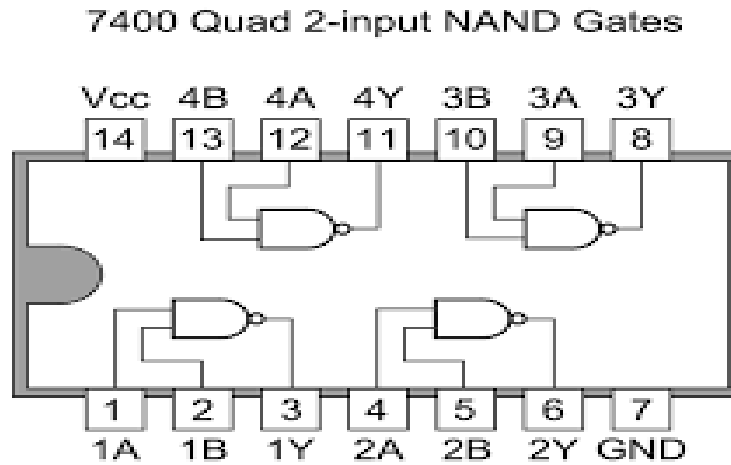 7400 Quad 2-input NAND Gates
Vcc 4B 4A 4Y 3B 3A 3Y
14 13 12 11 10 9 8
1 2 3 4 5 6 7
1A 1B 1Y 2A 2B 2Y GND